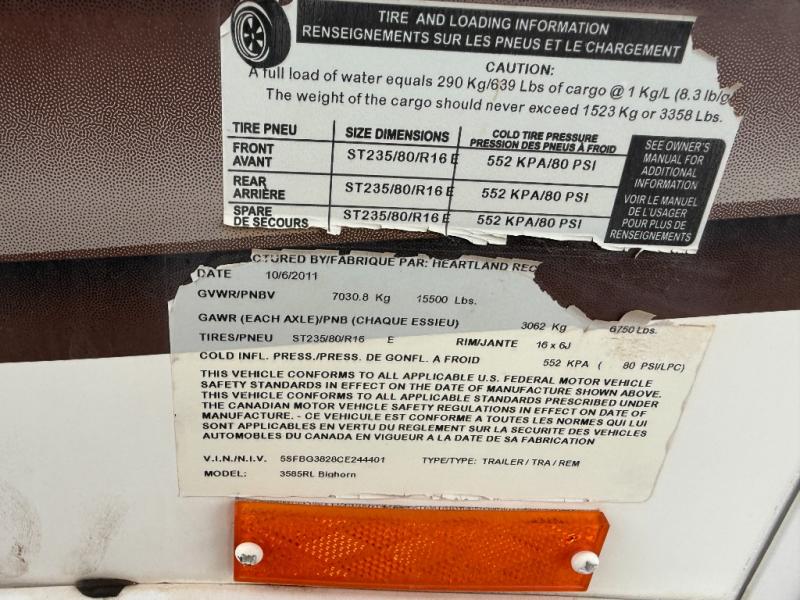 TIRE AND LOADING INFORMATION
RENSEIGNEMENTS SUR LES PNEUS ET LE CHARGEMENT
CAUTION:
A full load of water equals 290 Kg/639 Lbs of cargo @ 1 Kg/L (8.3 lb/g
The weight of the cargo should never exceed 1523 Kg or 3358 Lbs.
TIRE PNEU SIZE DIMENSIONS COLD TIRE PRESSURE
PRESSION DES PNEUS À FROID
FRONT
AVANT ST235/80/R16 E 552 KPA/80 PSI
REAR
ARRIÈRE ST235/80/R16 E 552 KPA/80 PSI
SPARE
DE SECOURS ST235/80/R16 E 552 KPA/80 PSI
SEE OWNER'S
MANUAL FOR
ADDITIONAL
INFORMATION
VOIR LE MANUEL
DE L'USAGER
POUR PLUS DE
RENSEIGNEMENTS
CTURED BY/FABRIQUE PAR: HEARTLAND REC
DATE 10/6/2011
GVWR/PNBV 7030.8 Kg 15500 Lbs.
GAWR (EACH AXLE)/PNB (CHAQUE ESSIEU) 3062 Kg 6750 Lbs.
TIRES/PNEU ST235/80/R16 E RIM/JANTE 16 x 6J
COLD INFL. PRESS./PRESS. DE GONFL. A FROID 552 KPA ( 80 PSI/LPC)
THIS VEHICLE CONFORMS TO ALL APPLICABLE U.S. FEDERAL MOTOR VEHICLE
SAFETY STANDARDS IN EFFECT ON THE DATE OF MANUFACTURE SHOWN ABOVE.
THIS VEHICLE CONFORMS TO ALL APPLICABLE STANDARDS PRESCRIBED UNDER
THE CANADIAN MOTOR VEHICLE SAFETY REGULATIONS IN EFFECT ON DATE OF
MANUFACTURE. - CE VEHICULE EST CONFORME A TOUTES LES NORMES QUI LUI
SONT APPLICABLES EN VERTU DU REGLEMENT SUR LA SECURITE DES VEHICLES
AUTOMOBILES DU CANADA EN VIGUEUR A LA DATE DE SA FABRICATION
V.I.N./N.I.V. 5SFBG3828CE244401 TYPE/TYPE: TRAILER / TRA / REM
MODEL: 3585RL Bighorn